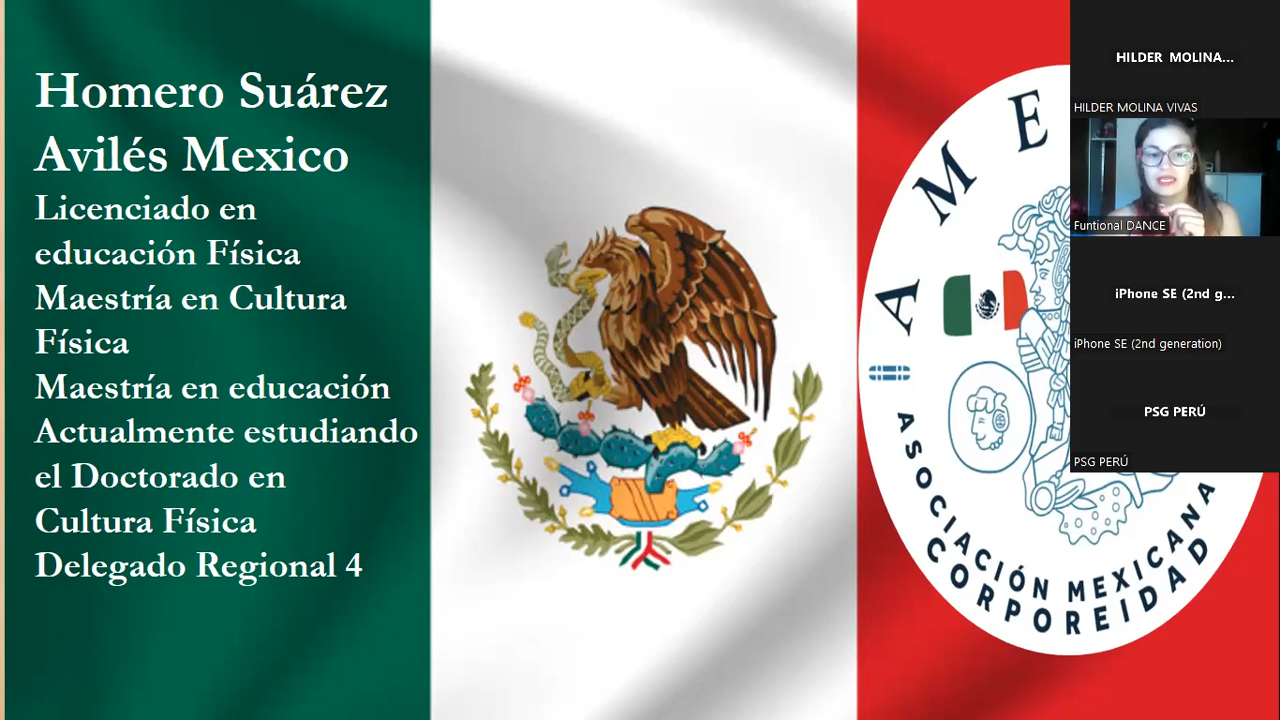 Homero Suárez
Avilés Mexico
Licenciado en
educación Física
Maestría en Cultura
Física
Maestría en educación
Actualmente estudiando
el Doctorado en
Cultura Física
Delegado Regional 4
A M E
ASOCIACIÓN MEXICANA
CORPOREIDAD
HILDER MOLINA...
HILDER MOLINA VIVAS
Funtional DANCE
iPhone SE (2nd g...
iPhone SE (2nd generation)
PSG PERÚ
PSG PERÚ